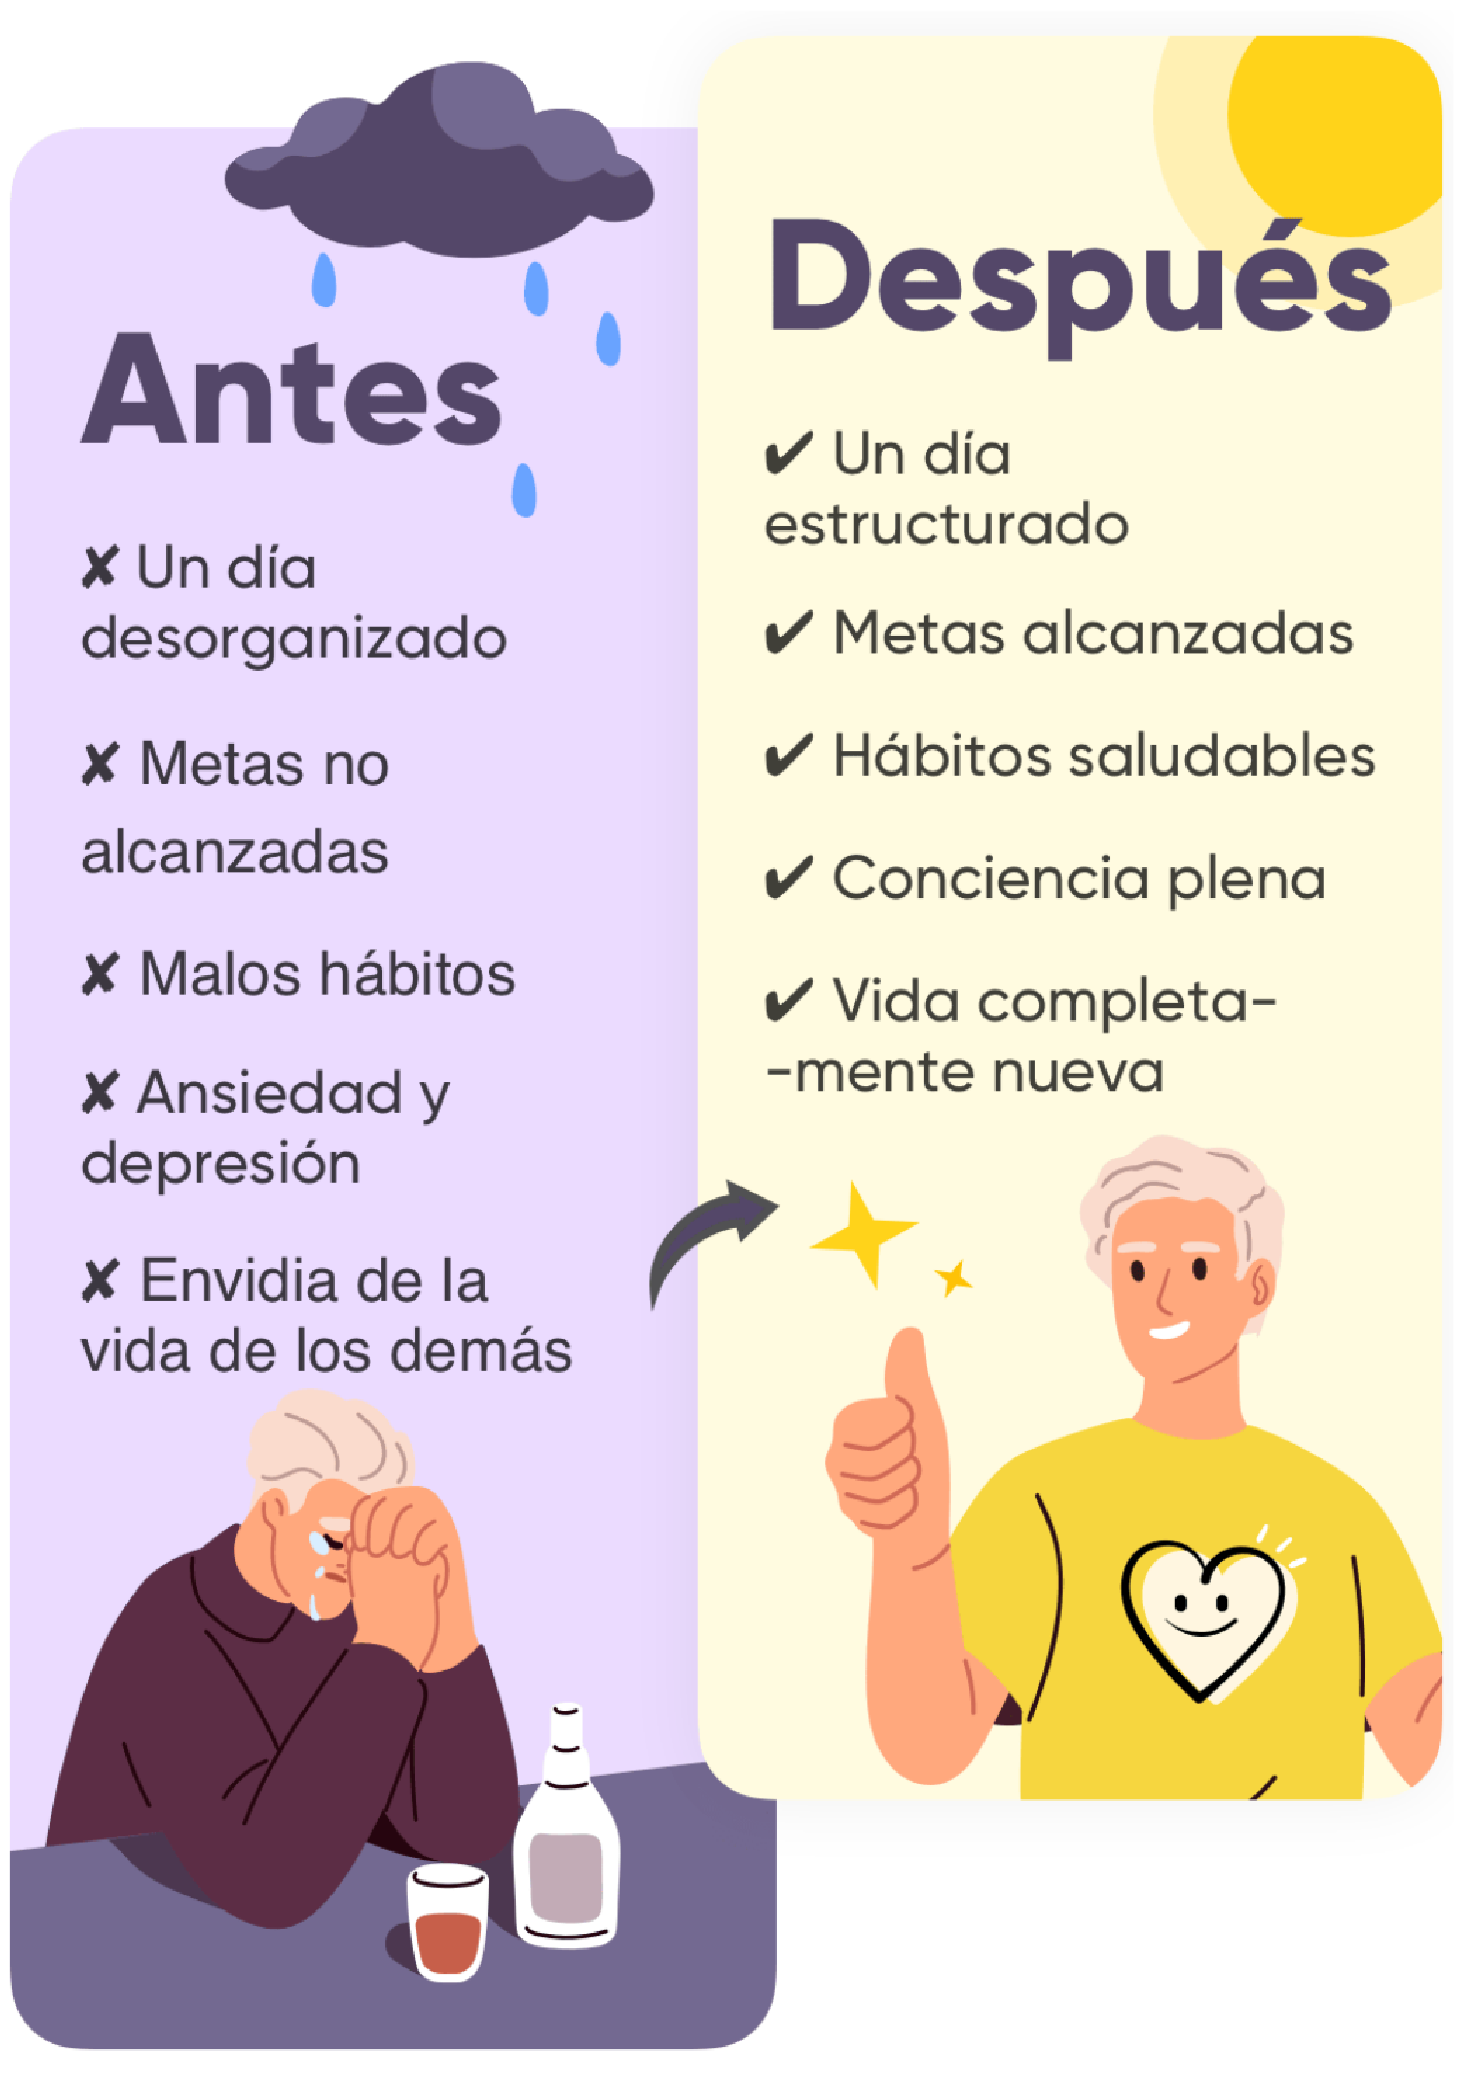 Antes
✘ Un día
desorganizado
✘ Metas no
alcanzadas
✘ Malos hábitos
✘ Ansiedad y
depresión
✘ Envidia de la
vida de los demás
Después
✔ Un día
estructurado
✔ Metas alcanzadas
✔ Hábitos saludables
✔ Conciencia plena
✔ Vida completa-
-mente nueva